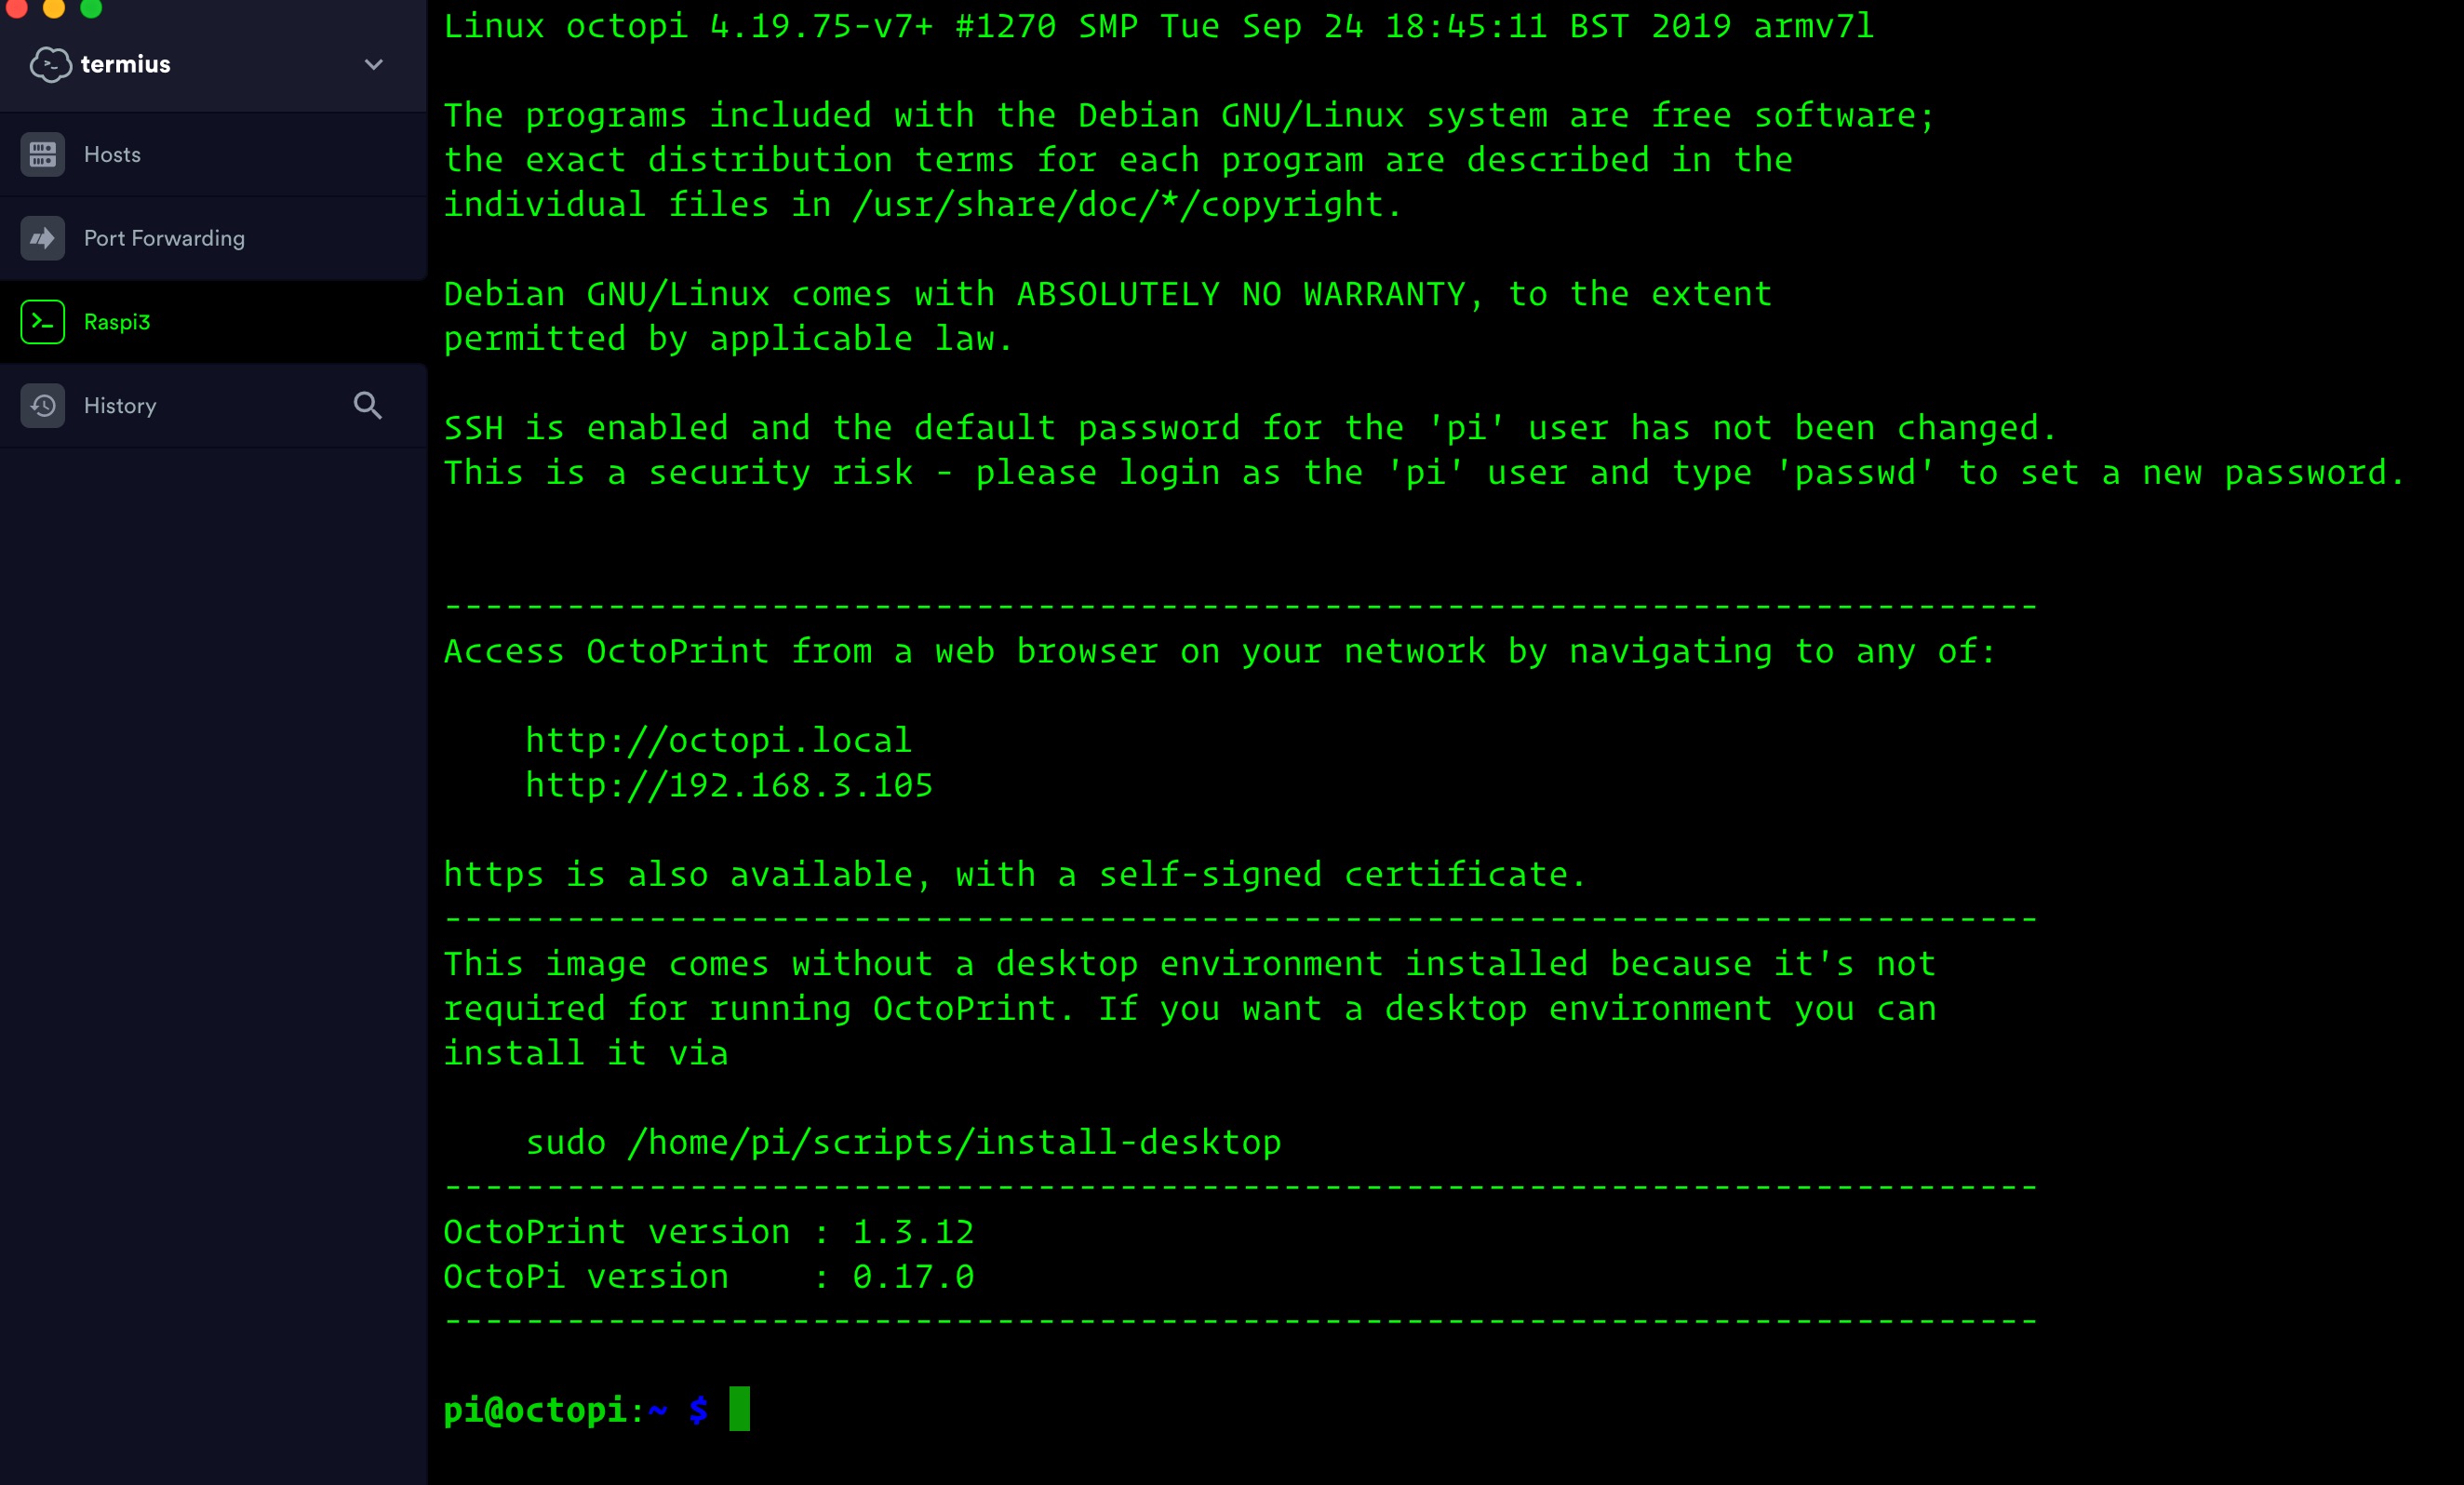 termius
Hosts
Port Forwarding
Raspi3
History
Linux octopi 4.19.75-v7+ #1270 SMP Tue Sep 24 18:45:11 BST 2019 armv7l
The programs included with the Debian GNU/Linux system are free software;
the exact distribution terms for each program are described in the
individual files in /usr/share/doc/*/copyright.
Debian GNU/Linux comes with ABSOLUTELY NO WARRANTY, to the extent
permitted by applicable law.
SSH is enabled and the default password for the 'pi' user has not been changed.
This is a security risk - please login as the 'pi' user and type 'passwd' to set a new password.
------------------------------------------------------------------------------
Access OctoPrint from a web browser on your network by navigating to any of:
http://octopi.local
http://192.168.3.105
https is also available, with a self-signed certificate.
------------------------------------------------------------------------------
This image comes without a desktop environment installed because it's not
required for running OctoPrint. If you want a desktop environment you can
install it via
sudo /home/pi/scripts/install-desktop
------------------------------------------------------------------------------
OctoPrint version : 1.3.12
OctoPi version    : 0.17.0
------------------------------------------------------------------------------
pi@octopi:~ $